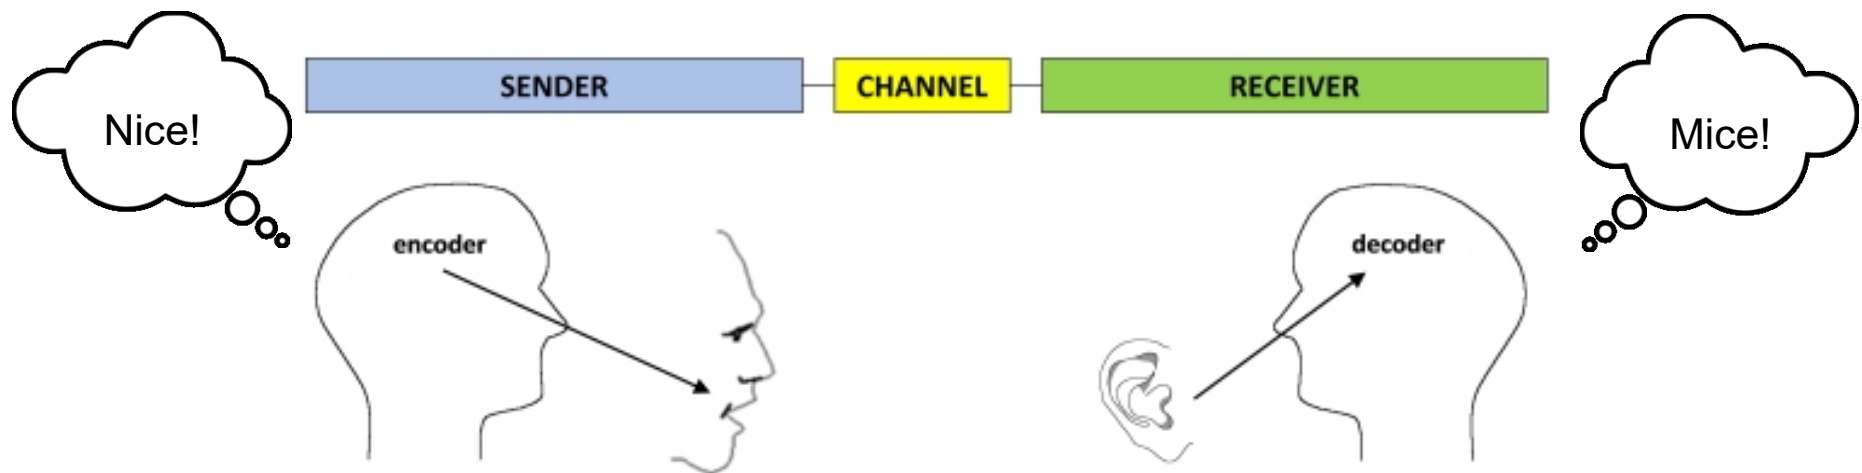 Nice!
SENDER
CHANNEL
RECEIVER
Mice!
encoder
decoder